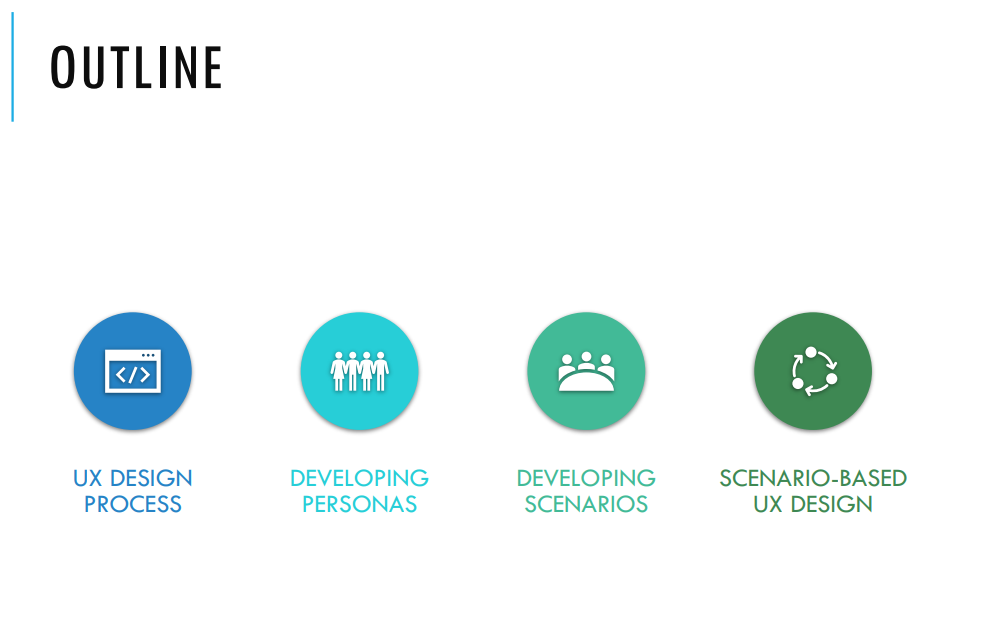 OUTLINE
</>
UX DESIGN
PROCESS
DEVELOPING
PERSONAS
DEVELOPING
SCENARIOS
SCENARIO-BASED
UX DESIGN